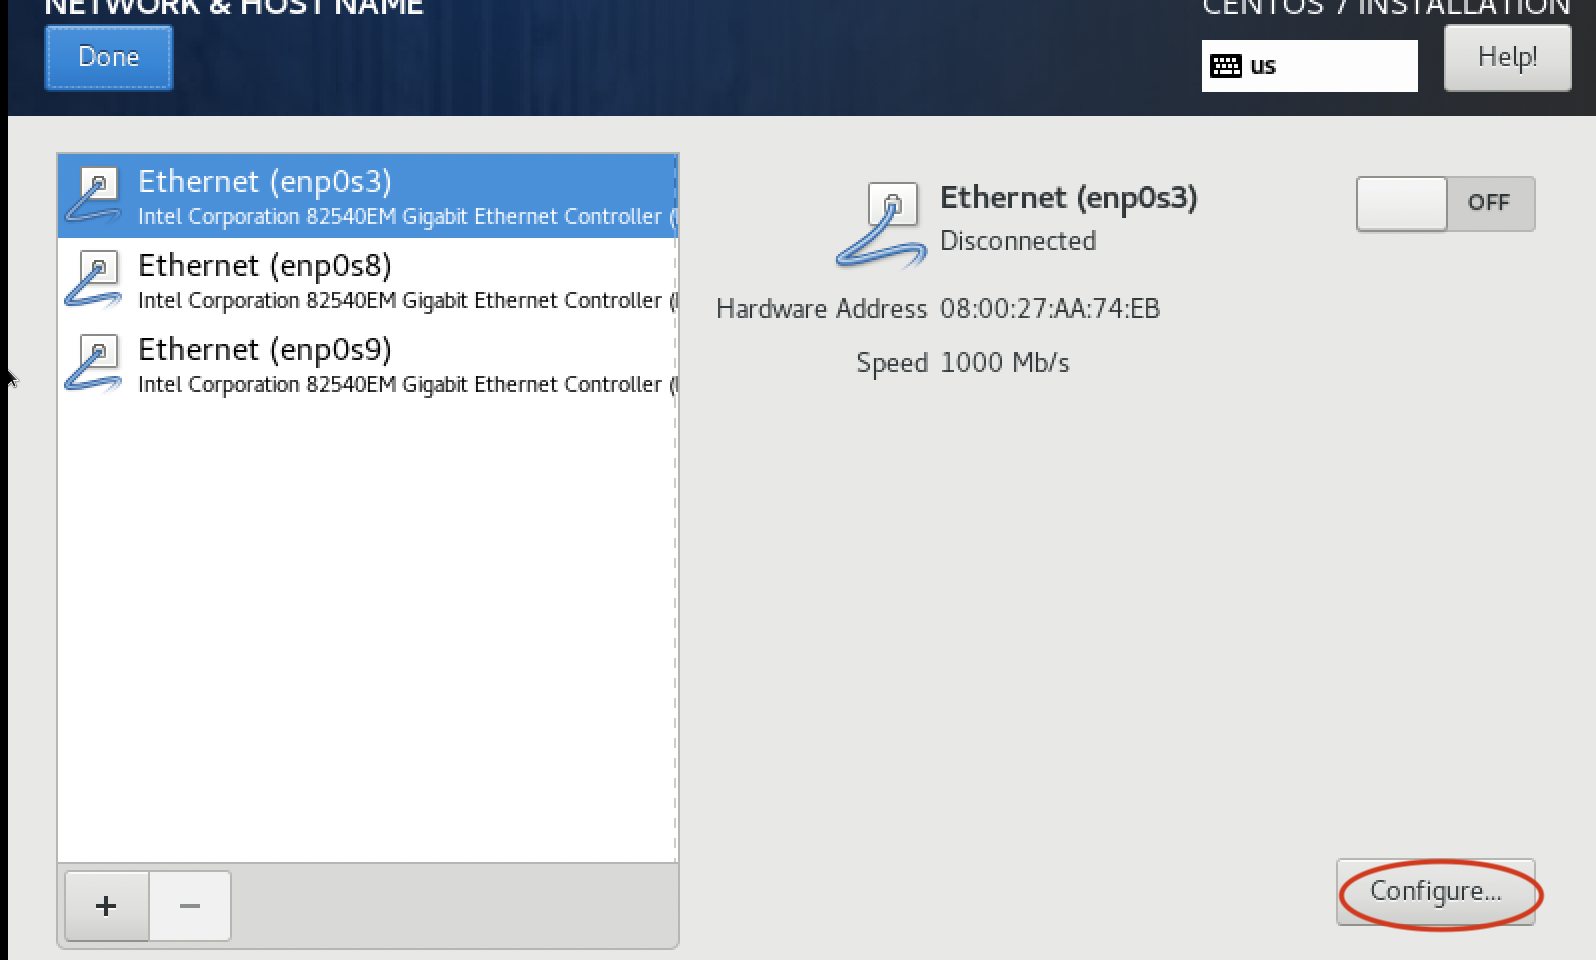 NETWORK & HOST NAME
CENTOS 7 INSTALLATION
Done
us
Help!
Ethernet (enp0s3)
Intel Corporation 82540EM Gigabit Ethernet Controller (
Ethernet (enp0s8)
Intel Corporation 82540EM Gigabit Ethernet Controller (
Ethernet (enp0s9)
Intel Corporation 82540EM Gigabit Ethernet Controller (
Ethernet (enp0s3)
Disconnected
OFF
Hardware Address 08:00:27:AA:74:EB
Speed 1000 Mb/s
+ −
Configure...